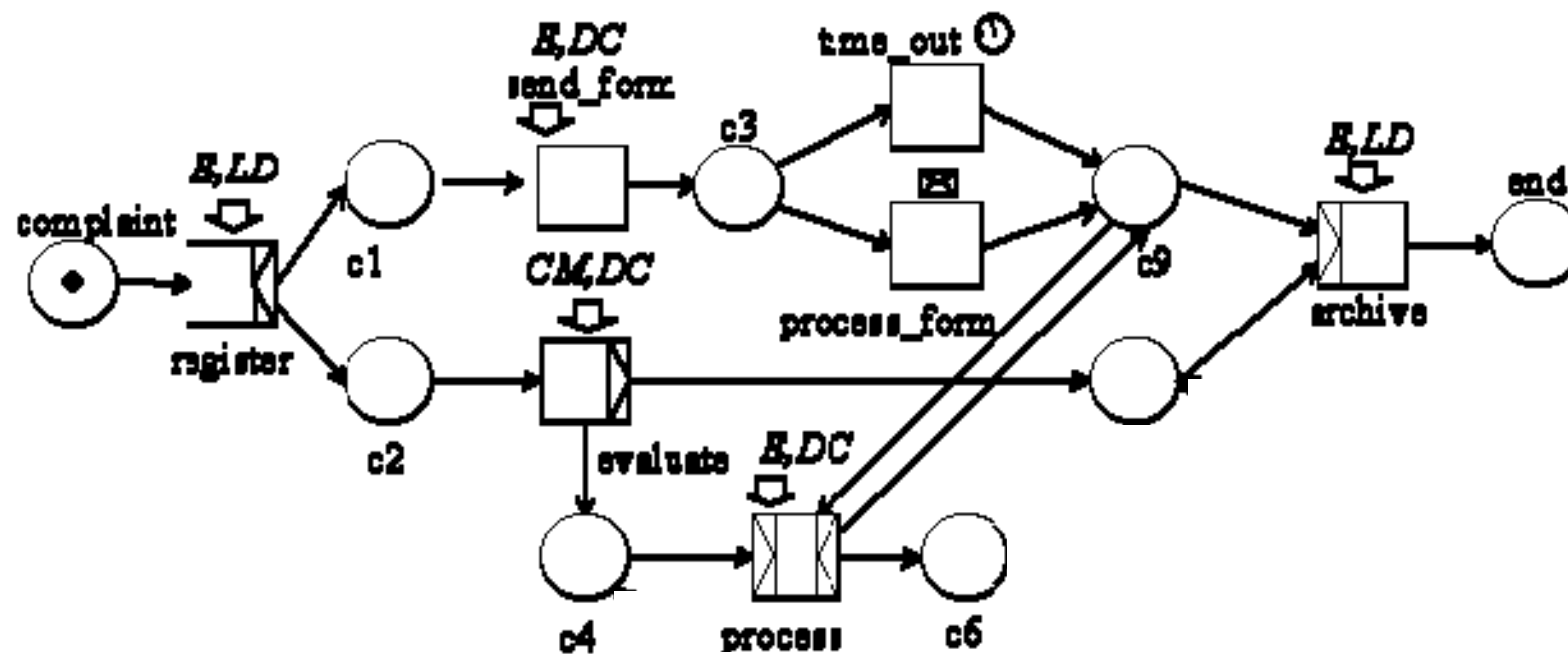 E,DC
send_form
time_out
c3
E,LD
E,LD
complaint
end
c1
CM,DC
c9
process_form
archive
register
c2
evaluate
E,DC
c4
process
c6